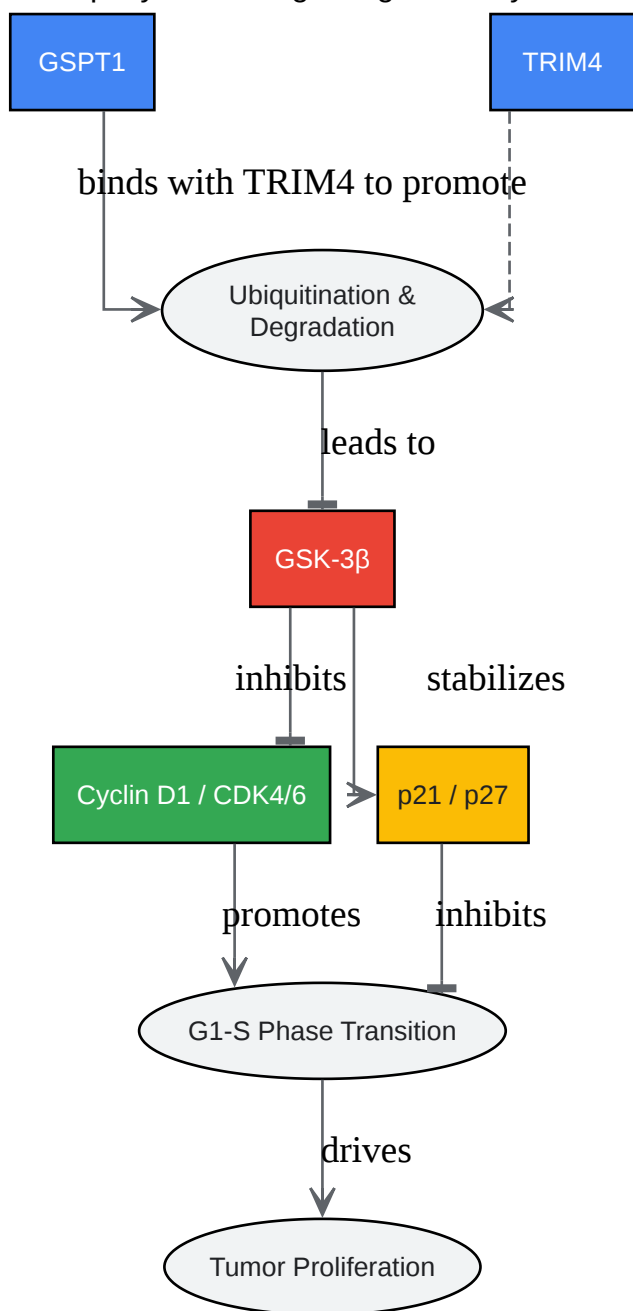 GSPT1
TRIM4
binds with TRIM4 to promote
Ubiquitination &
Degradation
leads to
GSK-3β
inhibits
stabilizes
Cyclin D1 / CDK4/6
p21 / p27
promotes
inhibits
G1-S Phase Transition
drives
Tumor Proliferation